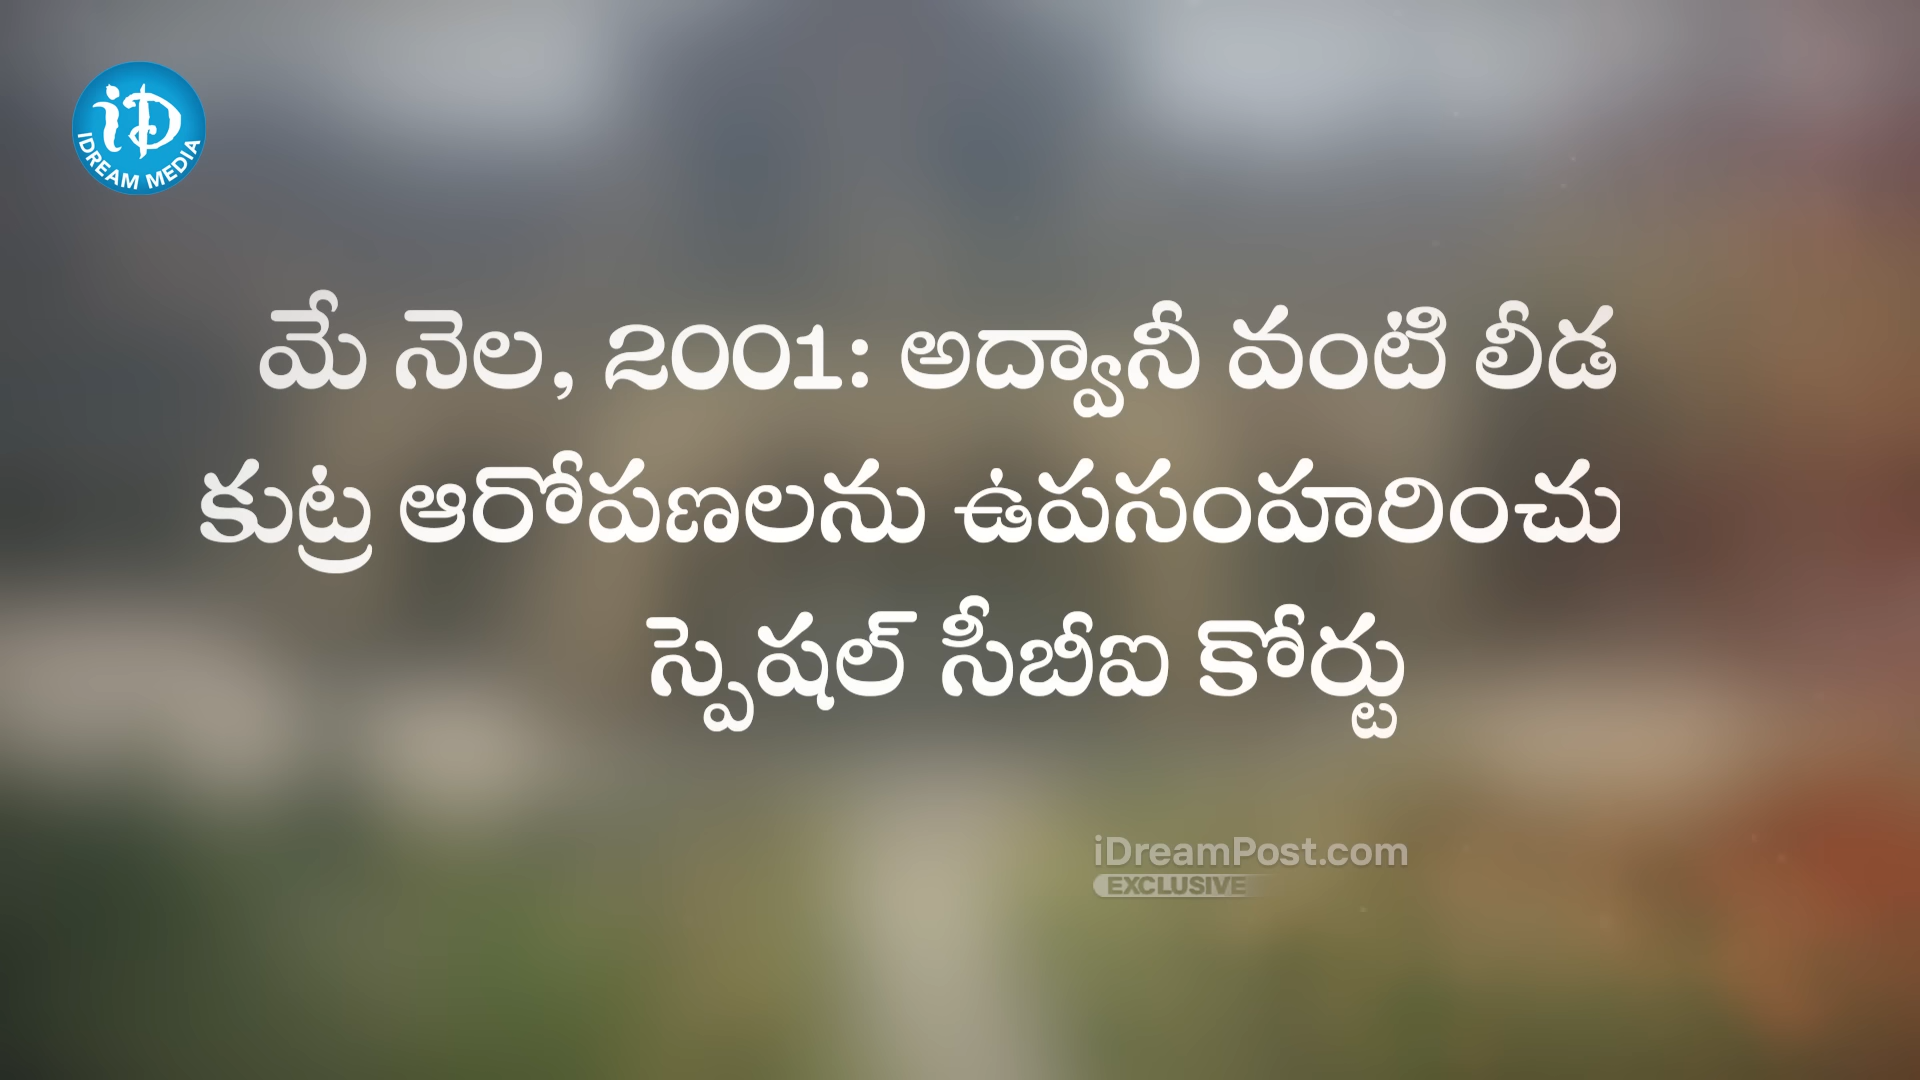 iD
IDREAM MEDIA
మే నెల, 2001: అద్వానీ వంటి లీడ
కుట్ర ఆరోపణలను ఉపసంహరించు
స్పెషల్ సీబీఐ కోర్టు
iDreamPost.com
EXCLUSIVE